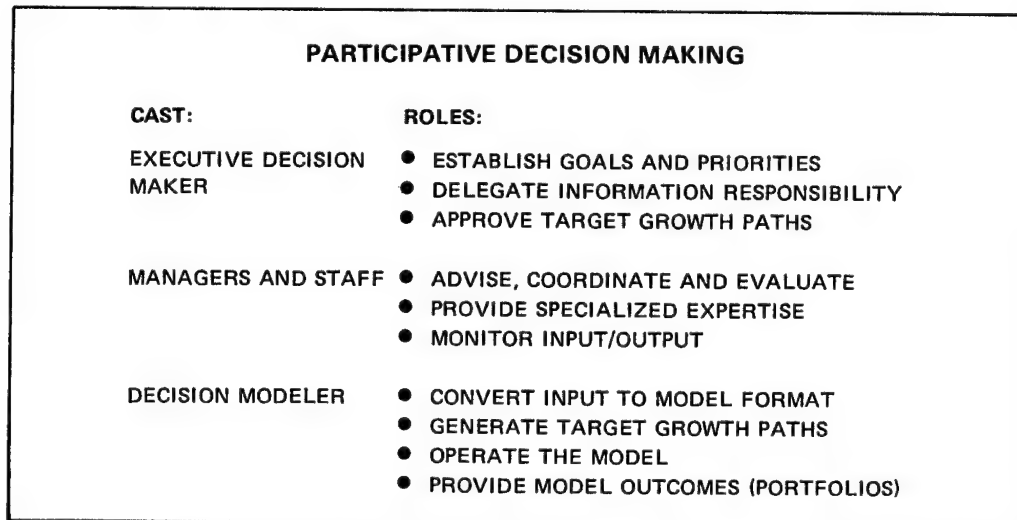 PARTICIPATIVE DECISION MAKING
CAST: ROLES:
EXECUTIVE DECISION ● ESTABLISH GOALS AND PRIORITIES
MAKER ● DELEGATE INFORMATION RESPONSIBILITY
● APPROVE TARGET GROWTH PATHS
MANAGERS AND STAFF ● ADVISE, COORDINATE AND EVALUATE
● PROVIDE SPECIALIZED EXPERTISE
● MONITOR INPUT/OUTPUT
DECISION MODELER ● CONVERT INPUT TO MODEL FORMAT
● GENERATE TARGET GROWTH PATHS
● OPERATE THE MODEL
● PROVIDE MODEL OUTCOMES (PORTFOLIOS)